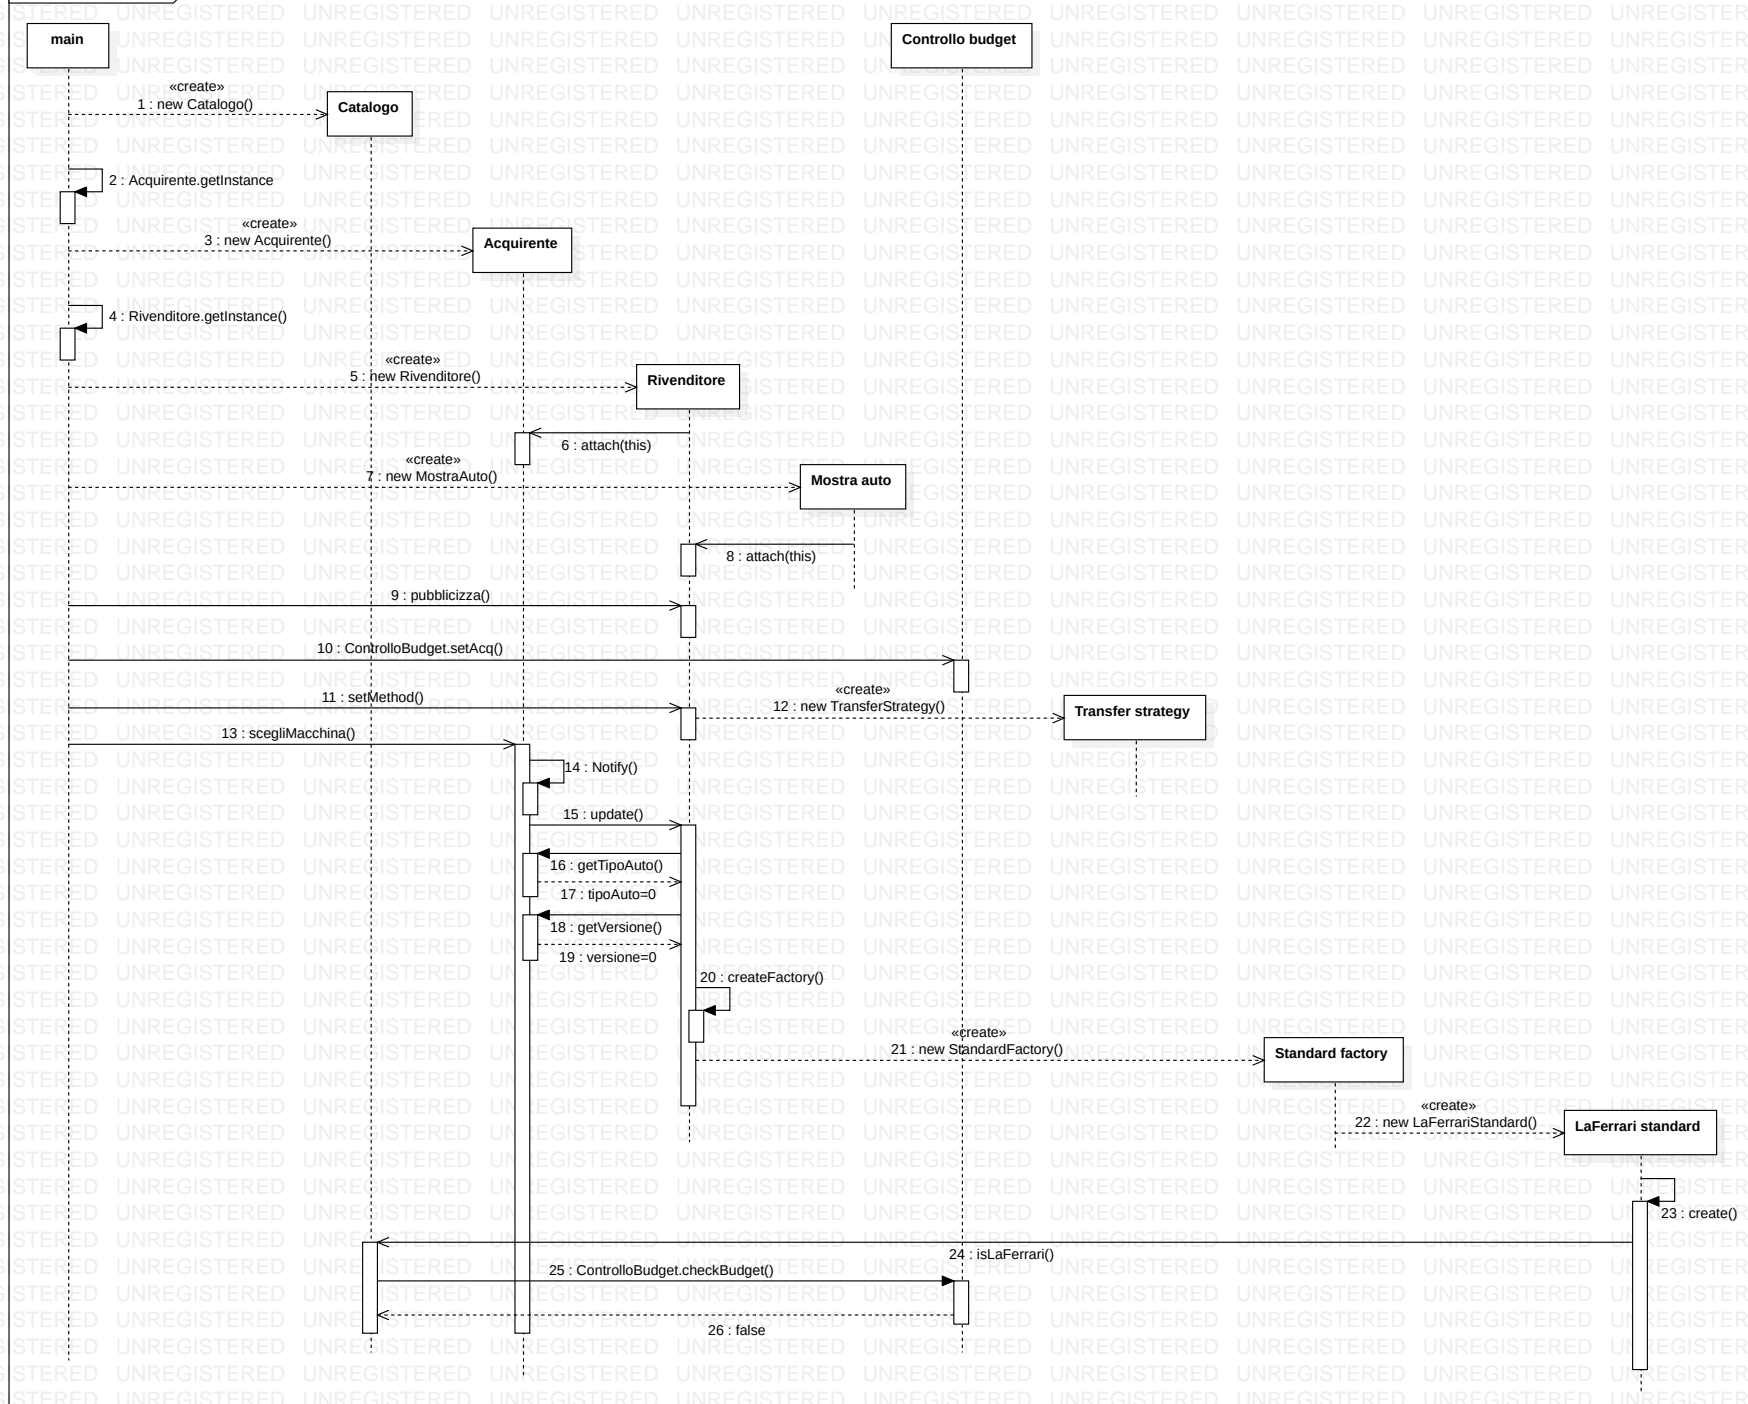 main
Controllo budget
«create»
1 : new Catalogo()
Catalogo
2 : Acquirente.getInstance
«create»
3 : new Acquirente()
Acquirente
4 : Rivenditore.getInstance()
«create»
5 : new Rivenditore()
Rivenditore
6 : attach(this)
«create»
7 : new MostraAuto()
Mostra auto
8 : attach(this)
9 : pubblicizza()
10 : ControlloBudget.setAcq()
11 : setMethod()
«create»
12 : new TransferStrategy()
Transfer strategy
13 : scegliMacchina()
14 : Notify()
15 : update()
16 : getTipoAuto()
17 : tipoAuto=0
18 : getVersione()
19 : versione=0
20 : createFactory()
«create»
21 : new StandardFactory()
Standard factory
«create»
22 : new LaFerrariStandard()
LaFerrari standard
23 : create()
24 : isLaFerrari()
25 : ControlloBudget.checkBudget()
26 : false
UNREGISTERED